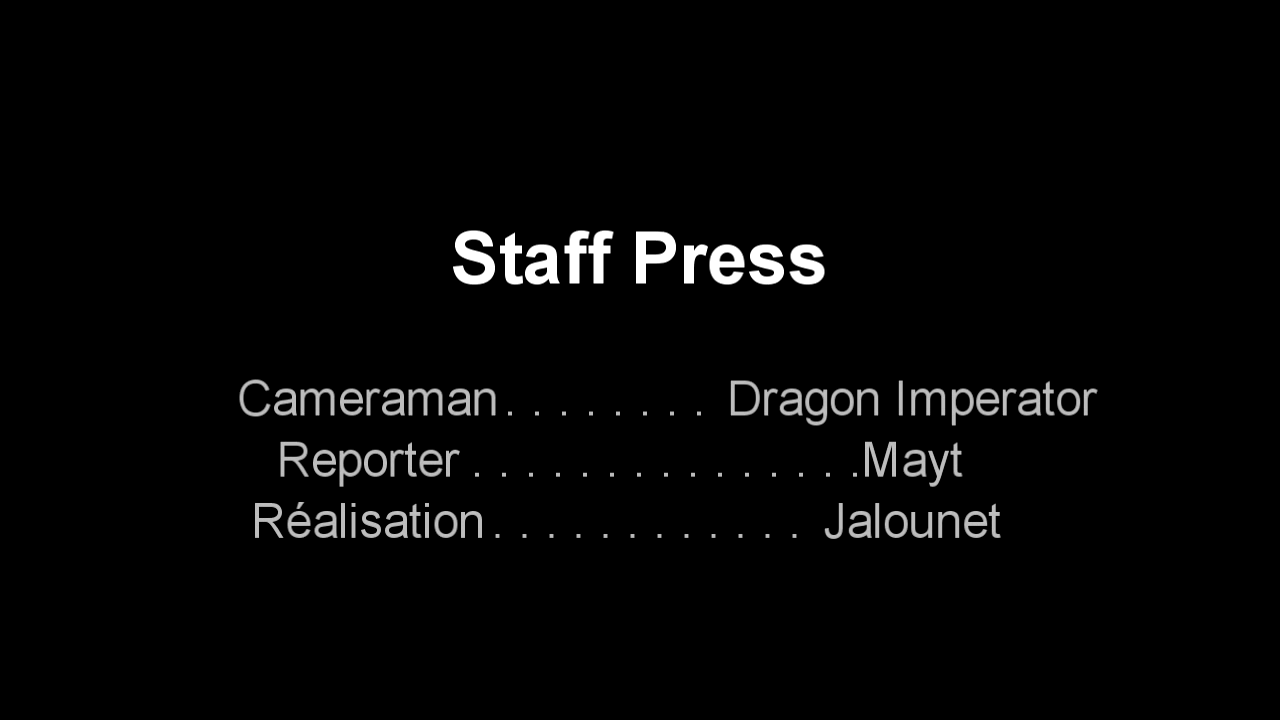 Staff Press
Cameraman . . . . . . . . Dragon Imperator
Reporter . . . . . . . . . . . . . . .Mayt
Réalisation . . . . . . . . . . . . Jalounet